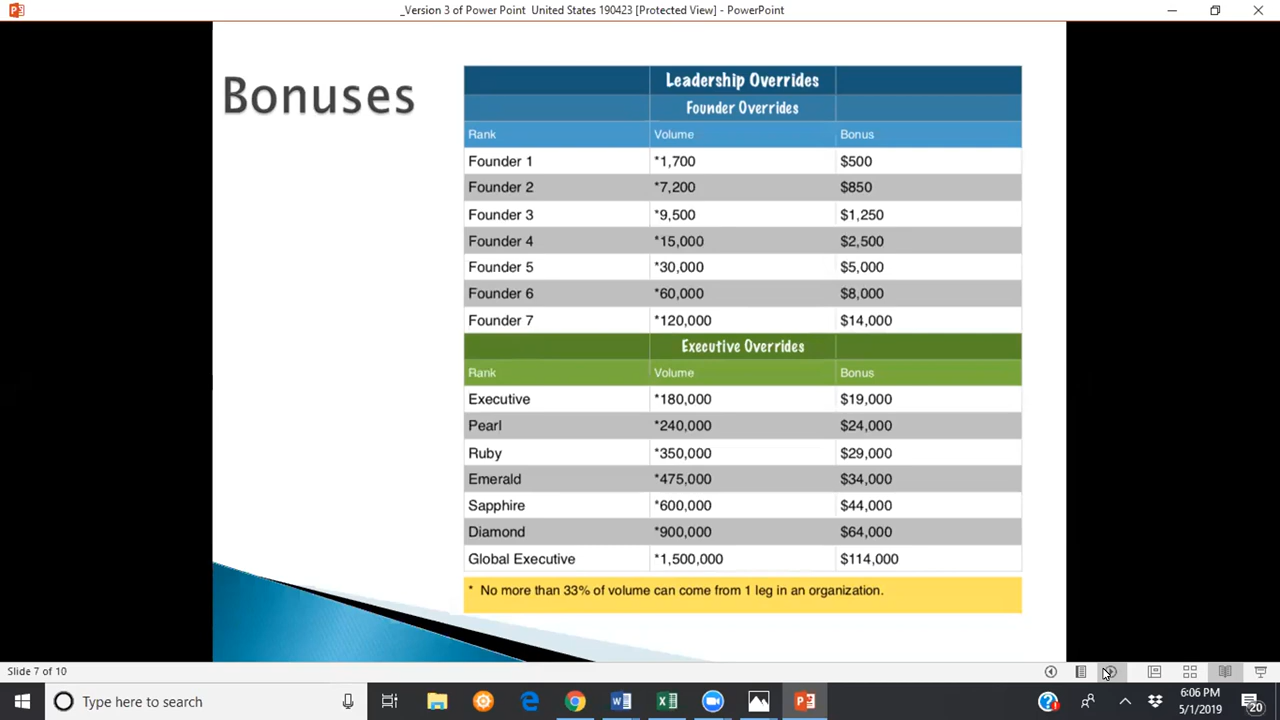 _Version 3 of Power Point  United States 190423 [Protected View] - PowerPoint
Bonuses
Leadership Overrides
Founder Overrides
Rank Volume Bonus
Founder 1 *1,700 $500
Founder 2 *7,200 $850
Founder 3 *9,500 $1,250
Founder 4 *15,000 $2,500
Founder 5 *30,000 $5,000
Founder 6 *60,000 $8,000
Founder 7 *120,000 $14,000
Executive Overrides
Rank Volume Bonus
Executive *180,000 $19,000
Pearl *240,000 $24,000
Ruby *350,000 $29,000
Emerald *475,000 $34,000
Sapphire *600,000 $44,000
Diamond *900,000 $64,000
Global Executive *1,500,000 $114,000
* No more than 33% of volume can come from 1 leg in an organization.
Slide 7 of 10
Type here to search
6:06 PM
5/1/2019
20